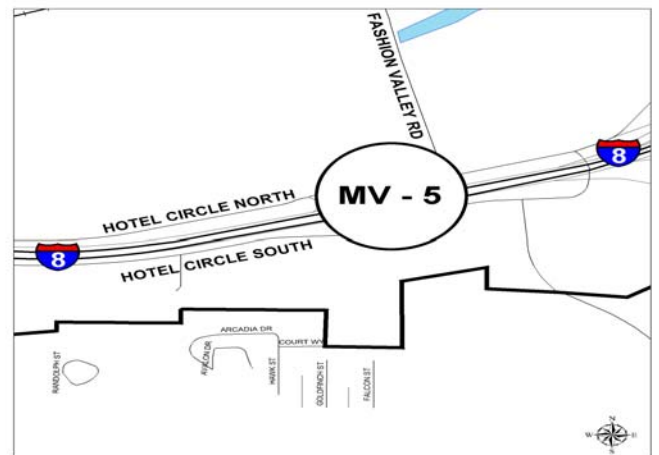 FASHION VALLEY RD
8
MV - 5
HOTEL CIRCLE NORTH
8
HOTEL CIRCLE SOUTH
ARCADIA DR
COURT WY
RANDOLPH ST
AVALON DR
HAWK ST
GOLDFINCH ST
FALCON ST
N
W
E
S